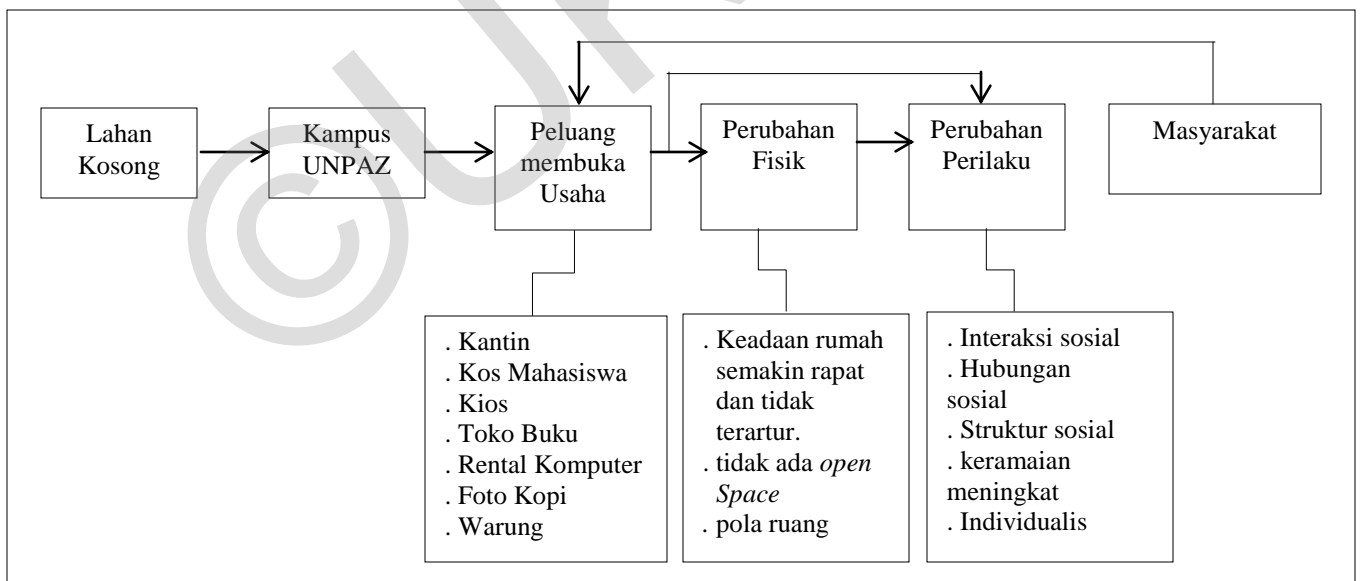 Lahan
Kosong
Kampus
UNPAZ
Peluang
membuka
Usaha
Perubahan
Fisik
Perubahan
Perilaku
Masyarakat
. Kantin
. Kos Mahasiswa
. Kios
. Toko Buku
. Rental Komputer
. Foto Kopi
. Warung
. Keadaan rumah
semakin rapat
dan tidak
terartur.
. tidak ada open
Space
. pola ruang
. Interaksi sosial
. Hubungan
sosial
. Struktur sosial
. keramaian
meningkat
. Individualis